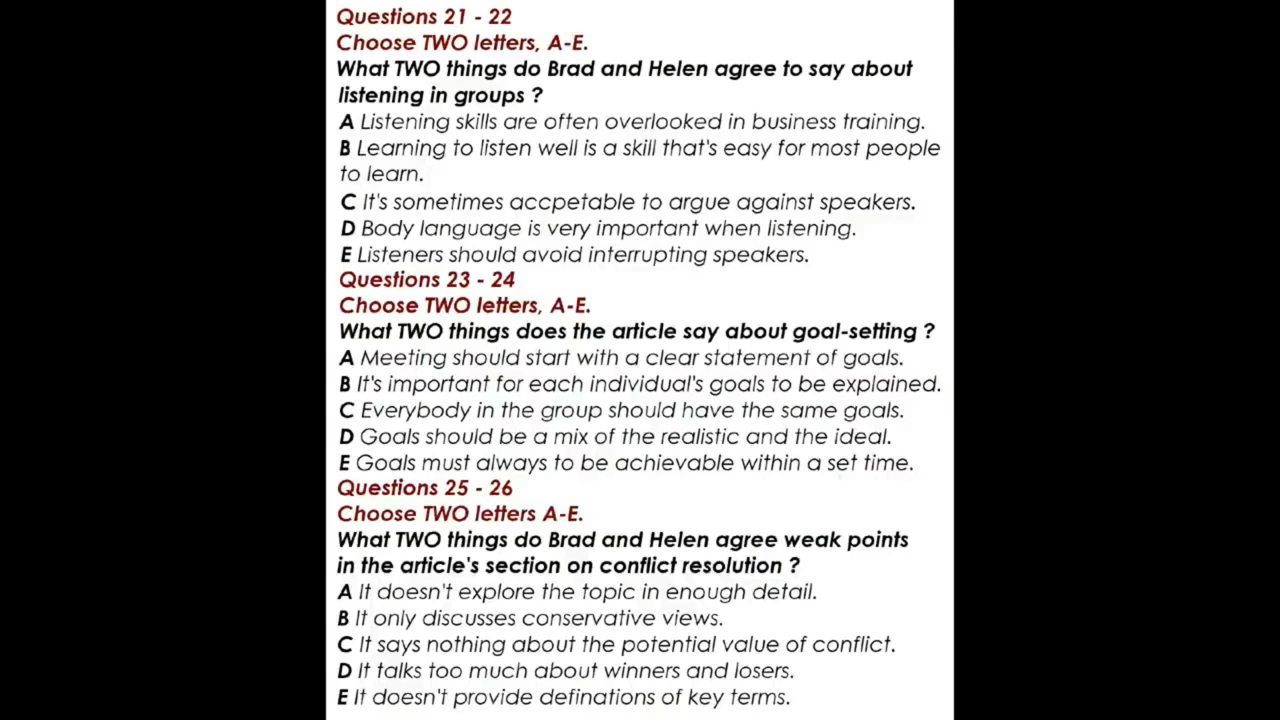 Questions 21 - 22
Choose TWO letters, A-E.
What TWO things do Brad and Helen agree to say about
listening in groups ?
A Listening skills are often overlooked in business training.
B Learning to listen well is a skill that's easy for most people
to learn.
C It's sometimes accpetable to argue against speakers.
D Body language is very important when listening.
E Listeners should avoid interrupting speakers.
Questions 23 - 24
Choose TWO letters, A-E.
What TWO things does the article say about goal-setting ?
A Meeting should start with a clear statement of goals.
B It's important for each individual's goals to be explained.
C Everybody in the group should have the same goals.
D Goals should be a mix of the realistic and the ideal.
E Goals must always to be achievable within a set time.
Questions 25 - 26
Choose TWO letters A-E.
What TWO things do Brad and Helen agree weak points
in the article's section on conflict resolution ?
A It doesn't explore the topic in enough detail.
B It only discusses conservative views.
C It says nothing about the potential value of conflict.
D It talks too much about winners and losers.
E It doesn't provide definations of key terms.